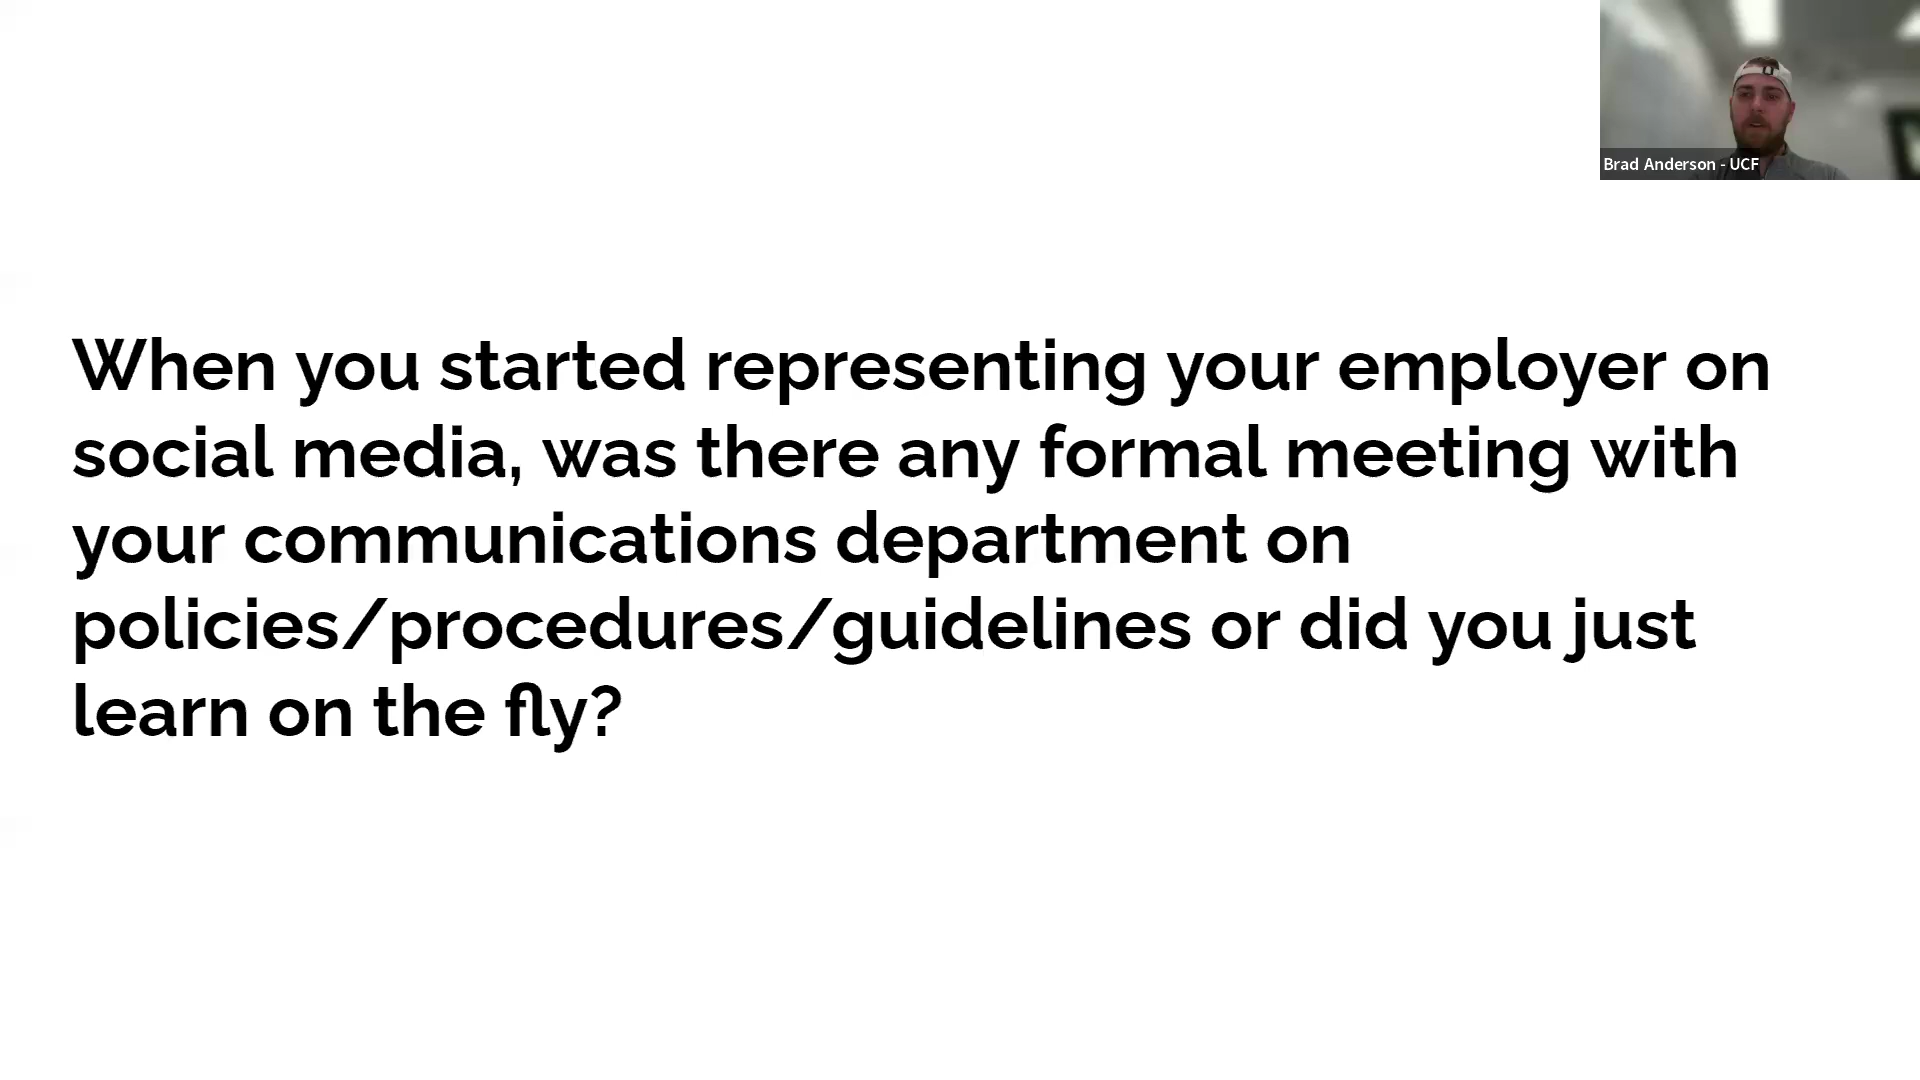 Brad Anderson - UCF
When you started representing your employer on
social media, was there any formal meeting with
your communications department on
policies/procedures/guidelines or did you just
learn on the fly?